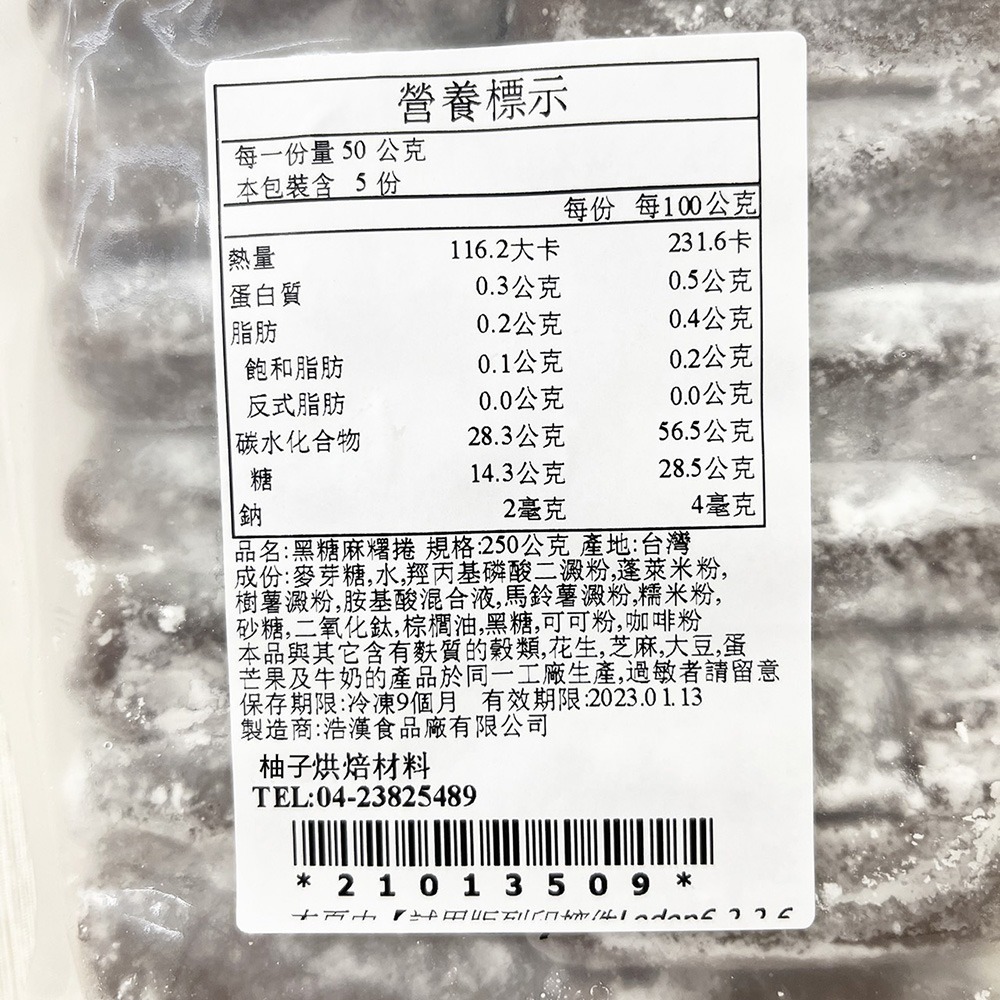 營養標示
每一份量 50 公克
本包裝含 5 份
每份 每100公克
熱量 116.2大卡 231.6卡
蛋白質 0.3公克 0.5公克
脂肪 0.2公克 0.4公克
飽和脂肪 0.1公克 0.2公克
反式脂肪 0.0公克 0.0公克
碳水化合物 28.3公克 56.5公克
糖 14.3公克 28.5公克
鈉 2毫克 4毫克
品名:黑糖麻糬捲 規格:250公克 產地:台灣
成份:麥芽糖,水,羥丙基磷酸二澱粉,蓬萊米粉,
樹薯澱粉,胺基酸混合液,馬鈴薯澱粉,糯米粉,
砂糖,二氧化鈦,棕櫚油,黑糖,可可粉,咖啡粉
本品與其它含有麩質的穀類,花生,芝麻,大豆,蛋
芒果及牛奶的產品於同一工廠生產,過敏者請留意
保存期限:冷凍9個月 有效期限:2023.01.13
製造商:浩漢食品廠有限公司
柚子烘焙材料
TEL:04-23825489
*21013509*